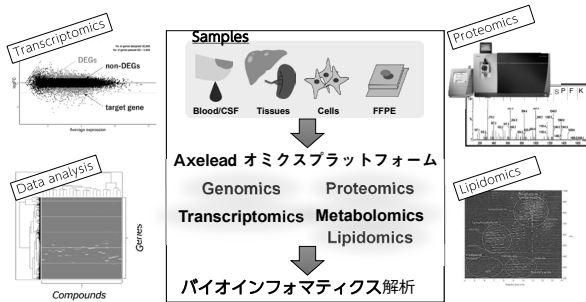 Transcriptomics
DEGs
non-DEGs
target gene
Average expression
Samples
Blood/CSF
Tissues
Cells
FFPE
Proteomics
S P F K
Axelead オミクスプラットフォーム
Genomics
Proteomics
Transcriptomics
Metabolomics
Lipidomics
バイオインフォマティクス解析
Data analysis
Genes
Compounds
Lipidomics